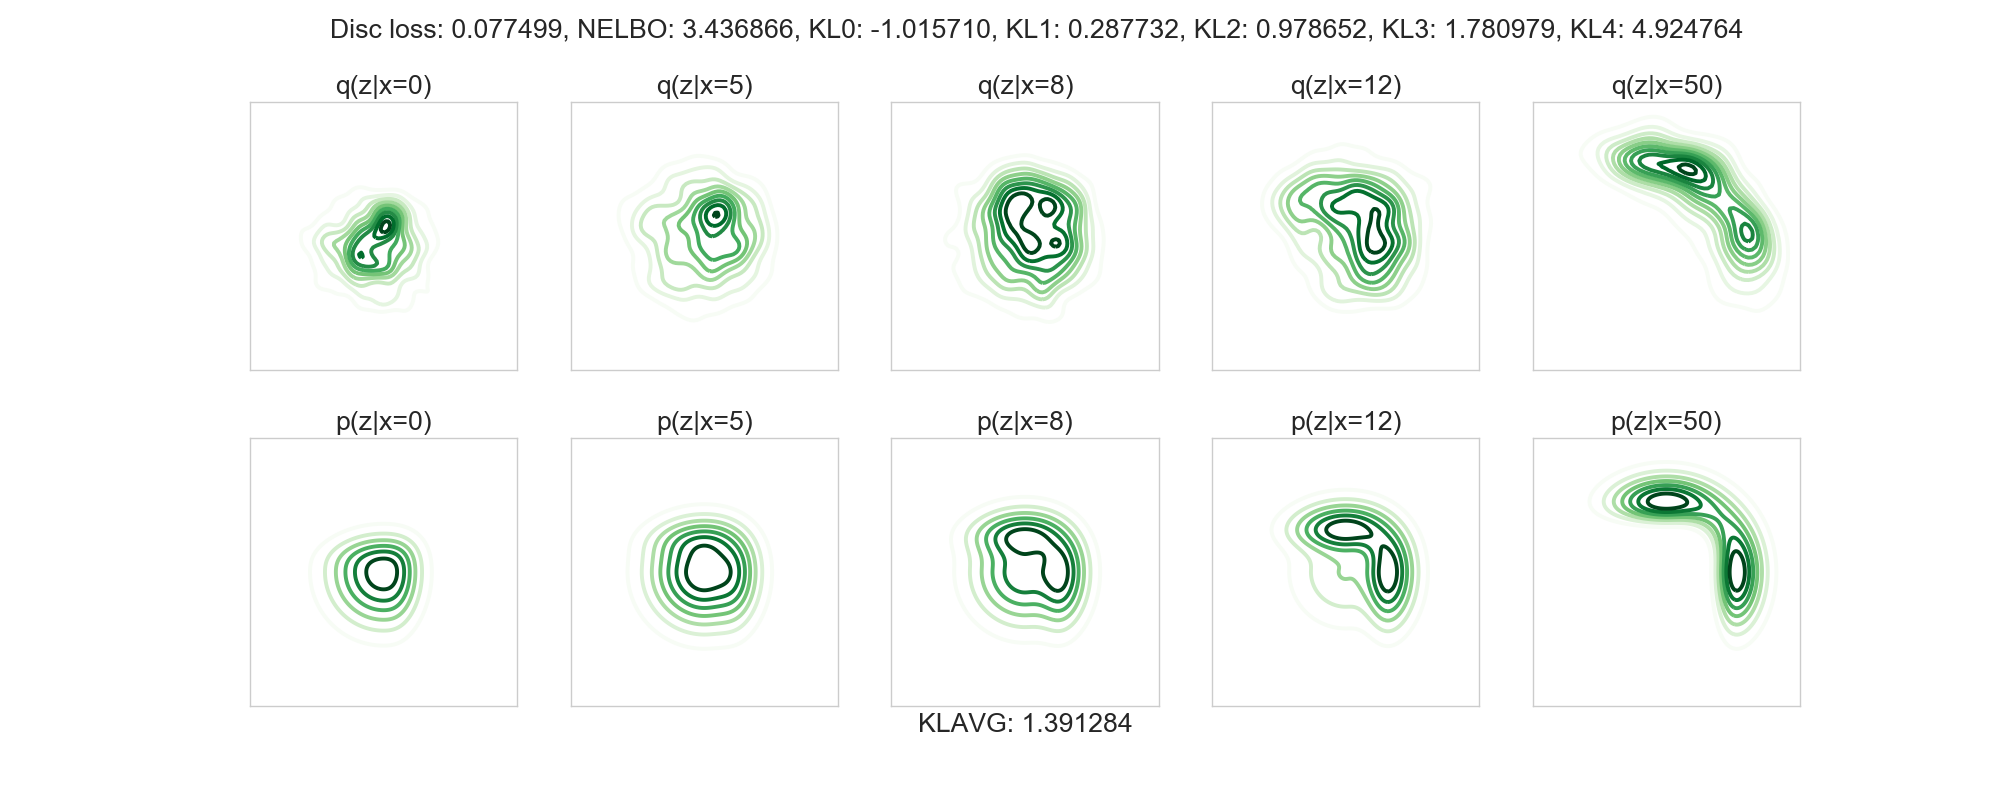 Disc loss: 0.077499, NELBO: 3.436866, KL0: -1.015710, KL1: 0.287732, KL2: 0.978652, KL3: 1.780979, KL4: 4.924764
q(z|x=0) q(z|x=5) q(z|x=8) q(z|x=12) q(z|x=50)
p(z|x=0) p(z|x=5) p(z|x=8) p(z|x=12) p(z|x=50)
KLAVG: 1.391284